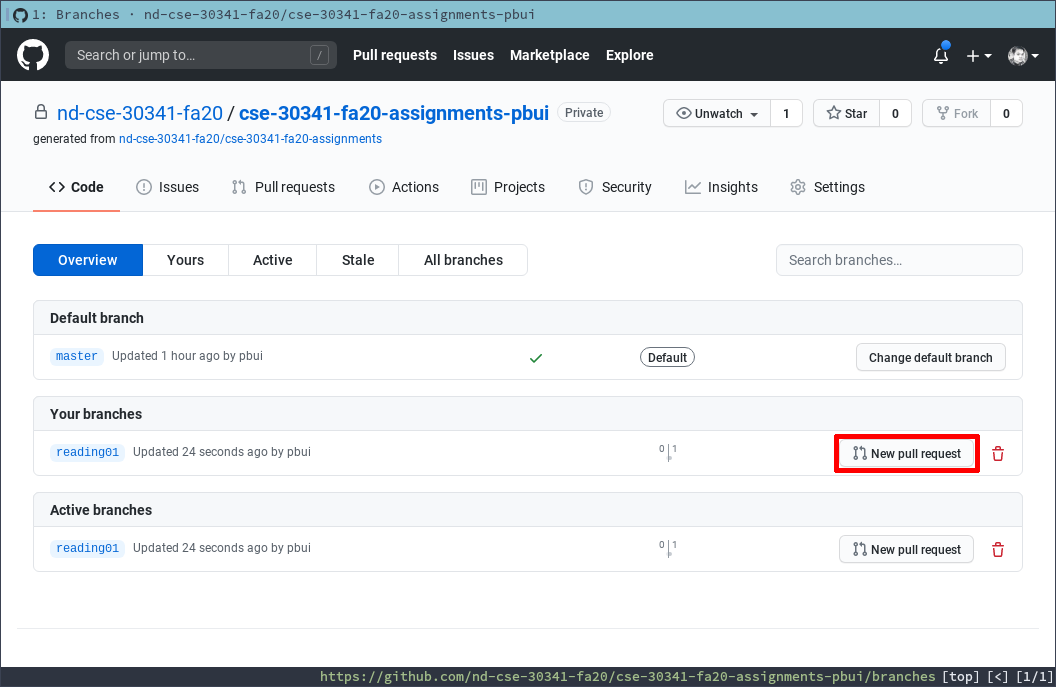 1: Branches · nd-cse-30341-fa20/cse-30341-fa20-assignments-pbui
Search or jump to… / Pull requests Issues Marketplace Explore
nd-cse-30341-fa20 / cse-30341-fa20-assignments-pbui Private Unwatch 1 Star 0 Fork 0
generated from nd-cse-30341-fa20/cse-30341-fa20-assignments
Code Issues Pull requests Actions Projects Security Insights Settings
Overview Yours Active Stale All branches Search branches…
Default branch
master Updated 1 hour ago by pbui Default Change default branch
Your branches
reading01 Updated 24 seconds ago by pbui 0 1 New pull request
Active branches
reading01 Updated 24 seconds ago by pbui 0 1 New pull request
https://github.com/nd-cse-30341-fa20/cse-30341-fa20-assignments-pbui/branches [top] [<] [1/1]